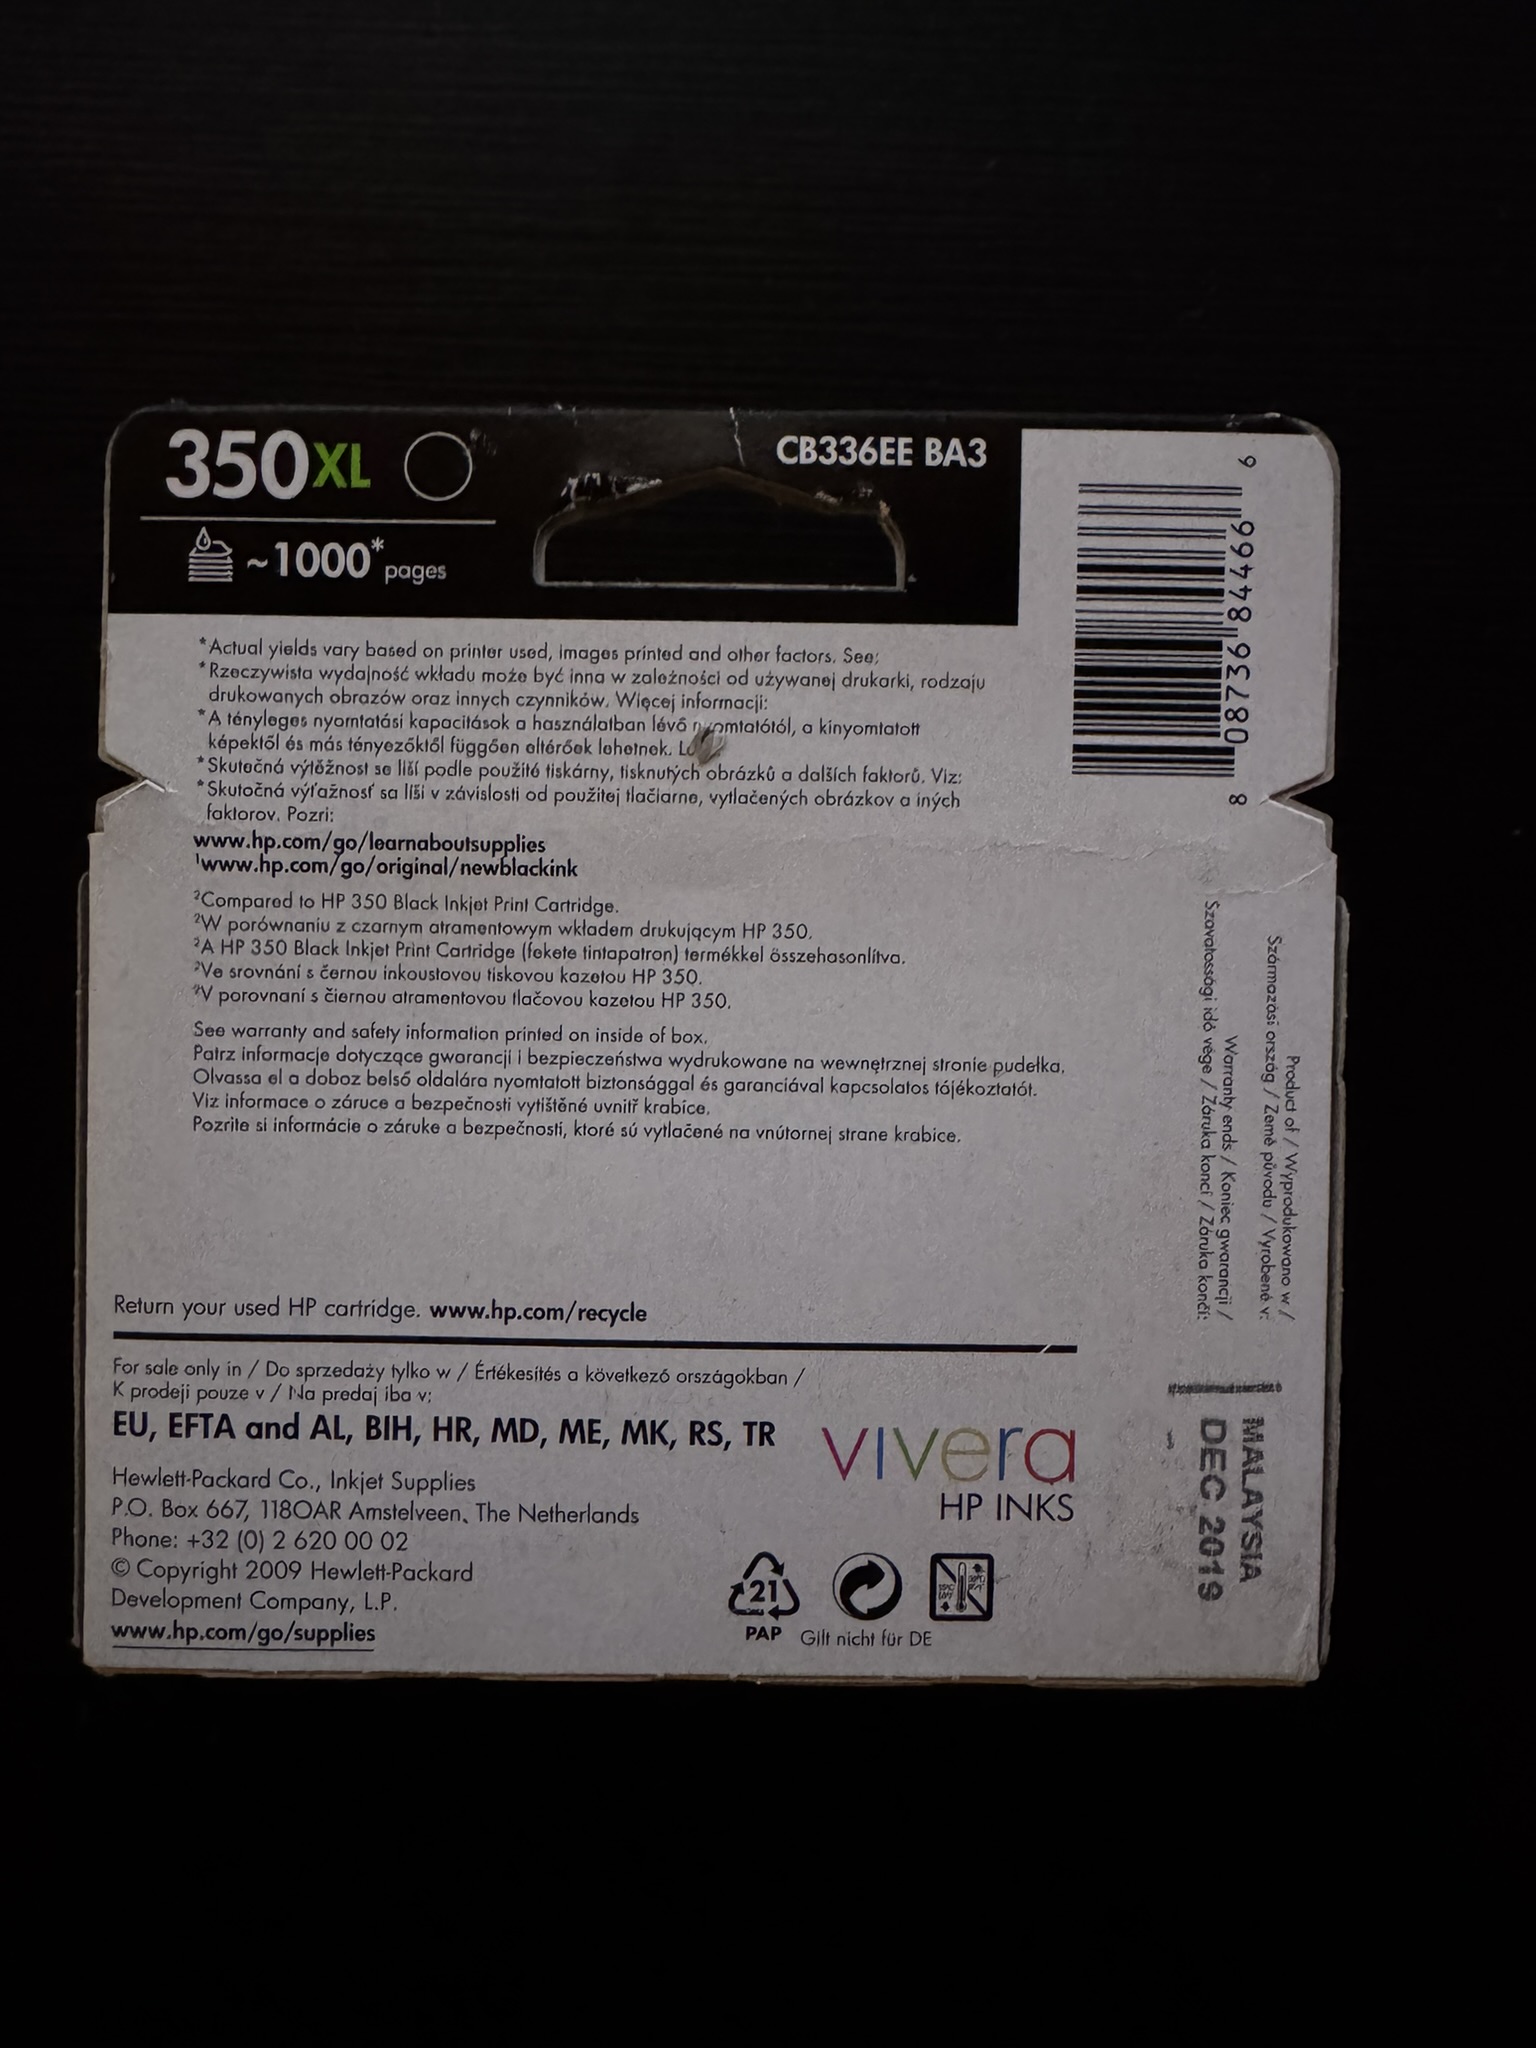 350XL
~1000* pages
CB336EE BA3
8 08736 84466 6
*Actual yields vary based on printer used, images printed and other factors. See:
*Rzeczywista wydajność wkładu może być inna w zależności od używanej drukarki, rodzaju
drukowanych obrazów oraz innych czynników. Więcej informacji:
*A tényleges nyomtatási kapacitások a használatban lévő nyomtatótól, a kinyomtatott
képektől és más tényezőktől függően eltérőek lehetnek.
*Skutečná výtěžnost se liší podle použité tiskárny, tisknutých obrázků a dalších faktorů. Viz:
*Skutočná výťažnosť sa líši v závislosti od použitej tlačiarne, vytlačených obrázkov a iných
faktorov. Pozri:
www.hp.com/go/learnaboutsupplies
¹www.hp.com/go/original/newblackink
²Compared to HP 350 Black Inkjet Print Cartridge.
²W porównaniu z czarnym atramentowym wkładem drukującym HP 350.
²A HP 350 Black Inkjet Print Cartridge (fekete tintapatron) termékkel összehasonlítva.
²Ve srovnání s černou inkoustovou tiskovou kazetou HP 350.
²V porovnaní s čiernou atramentovou tlačovou kazetou HP 350.
See warranty and safety information printed on inside of box.
Patrz informacje dotyczące gwarancji i bezpieczeństwa wydrukowane na wewnętrznej stronie pudełka.
Olvassa el a doboz belső oldalára nyomtatott biztonsággal és garanciával kapcsolatos tájékoztatót.
Viz informace o záruce a bezpečnosti vytištěné uvnitř krabice.
Pozrite si informácie o záruke a bezpečnosti, ktoré sú vytlačené na vnútornej strane krabice.
Product of / Wyprodukowano w /
Származási ország / Země původu / Vyrobené v:
Warranty ends / Koniec gwarancji /
Szavatossági idő vége / Záruka končí / Záruka končí:
MALAYSIA
DEC 2019
Return your used HP cartridge. www.hp.com/recycle
For sale only in / Do sprzedaży tylko w / Értékesítés a következő országokban /
K prodeji pouze v / Na predaj iba v:
EU, EFTA and AL, BIH, HR, MD, ME, MK, RS, TR
vivera
HP INKS
Hewlett-Packard Co., Inkjet Supplies
P.O. Box 667, 1180AR Amstelveen, The Netherlands
Phone: +32 (0) 2 620 00 02
© Copyright 2009 Hewlett-Packard
Development Company, L.P.
www.hp.com/go/supplies
21
PAP
Gilt nicht für DE